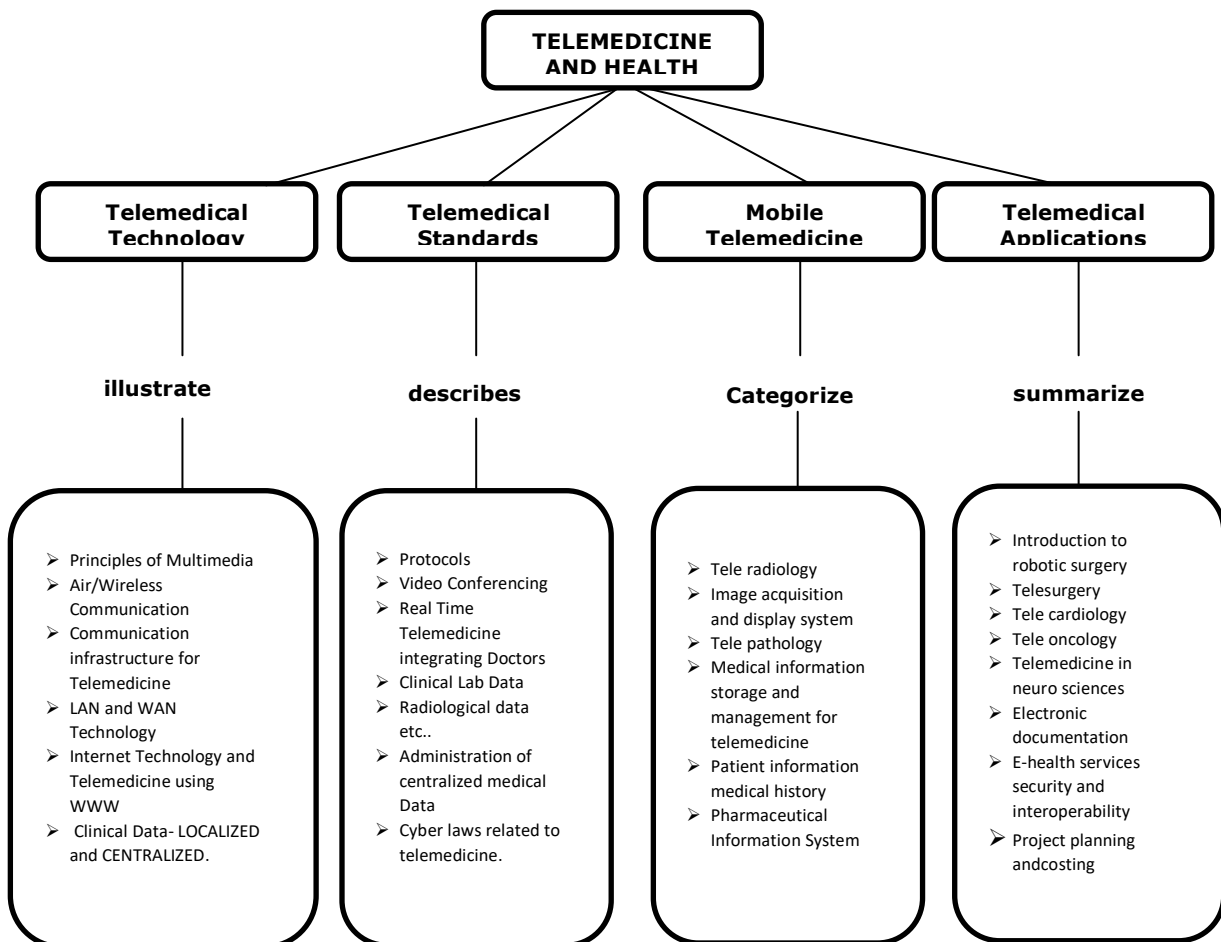 TELEMEDICINE
AND HEALTH
Telemedical
Technology
Telemedical
Standards
Mobile
Telemedicine
Telemedical
Applications
illustrate
describes
Categorize
summarize
➢ Principles of Multimedia
➢ Air/Wireless
Communication
➢ Communication
infrastructure for
Telemedicine
➢ LAN and WAN
Technology
➢ Internet Technology and
Telemedicine using
WWW
➢ Clinical Data- LOCALIZED
and CENTRALIZED.
➢ Protocols
➢ Video Conferencing
➢ Real Time
Telemedicine
integrating Doctors
➢ Clinical Lab Data
➢ Radiological data
etc..
➢ Administration of
centralized medical
Data
➢ Cyber laws related to
telemedicine.
➢ Tele radiology
➢ Image acquisition
and display system
➢ Tele pathology
➢ Medical information
storage and
management for
telemedicine
➢ Patient information
medical history
➢ Pharmaceutical
Information System
➢ Introduction to
robotic surgery
➢ Telesurgery
➢ Tele cardiology
➢ Tele oncology
➢ Telemedicine in
neuro sciences
➢ Electronic
documentation
➢ E-health services
security and
interoperability
➢ Project planning
andcosting